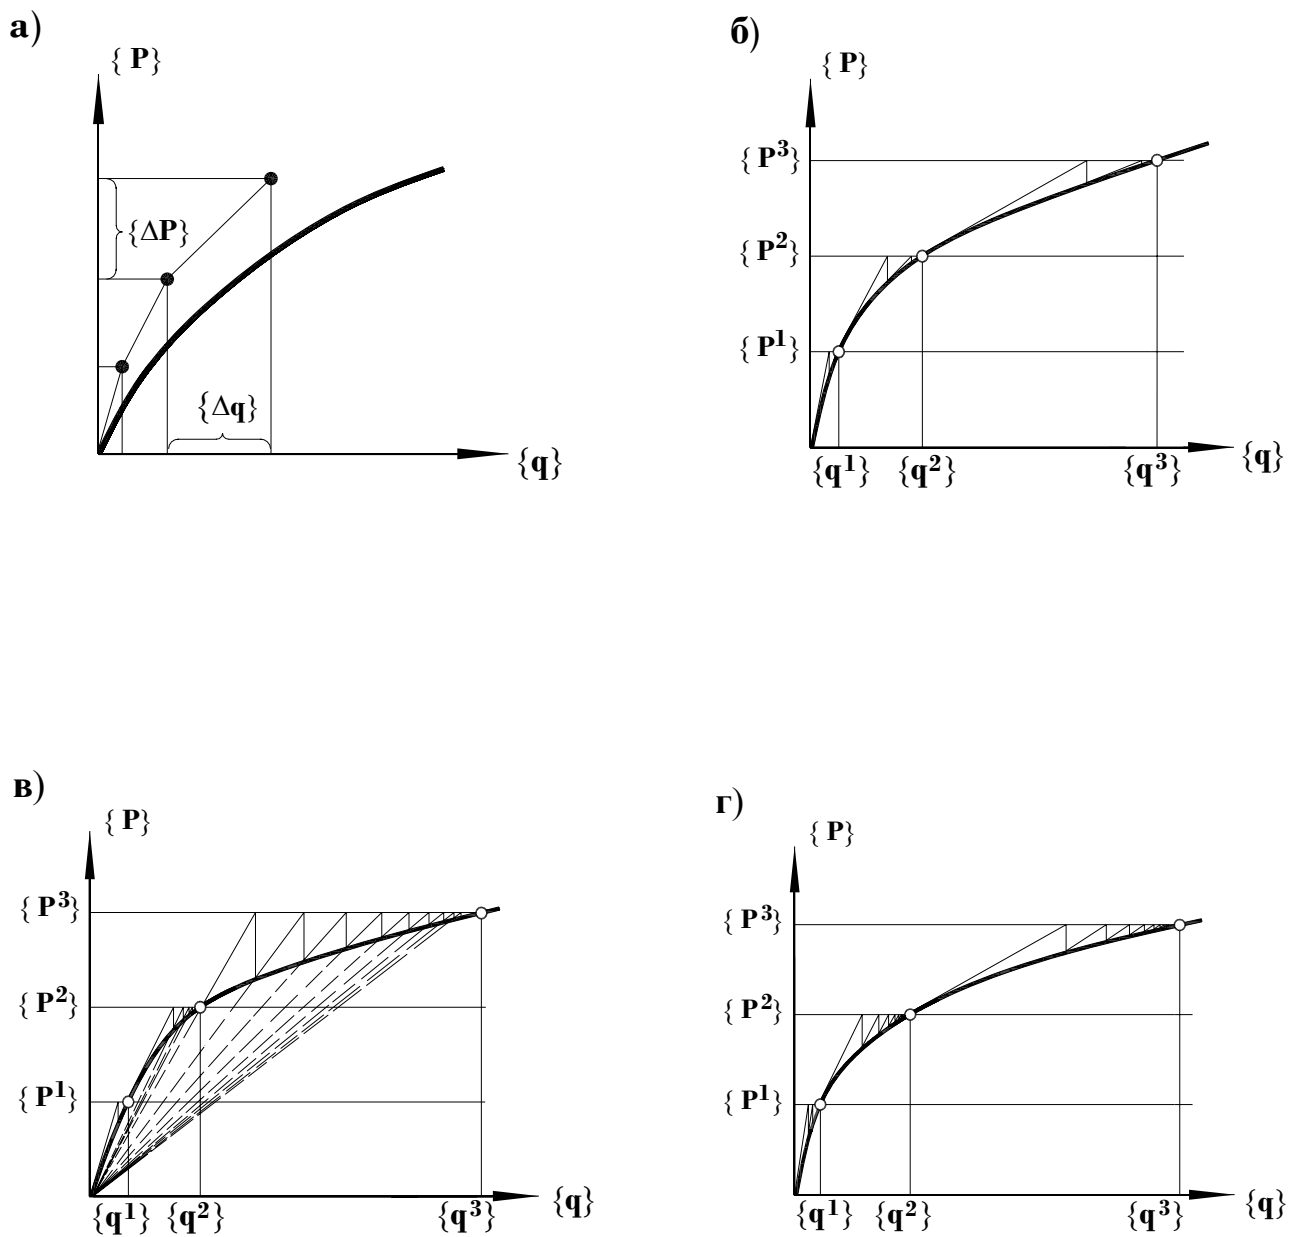 а)
{ P}
{ΔP}
{Δq}
{q}
б)
{ P}
{ P³}
{ P²}
{ P¹}
{q¹} {q²} {q³}
{q}
в)
{ P}
{ P³}
{ P²}
{ P¹}
{q¹} {q²} {q³}
{q}
г)
{ P}
{ P³}
{ P²}
{ P¹}
{q¹} {q²} {q³}
{q}